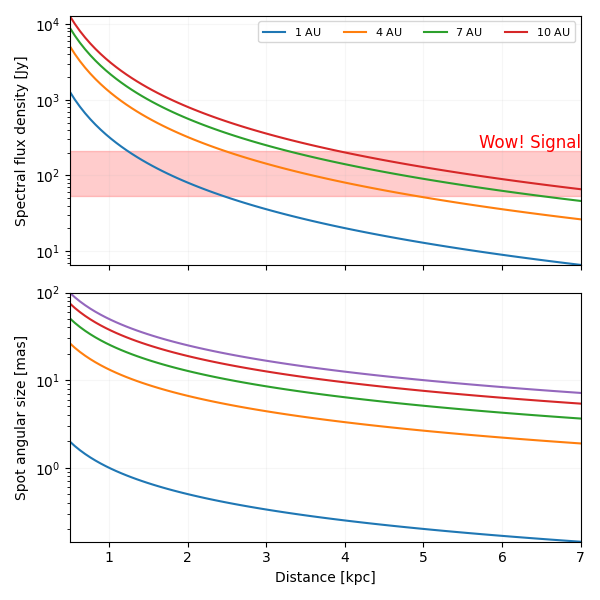 Spectral flux density [Jy]
10⁴
10³
10²
10¹
1 AU 4 AU 7 AU 10 AU
Wow! Signal
Spot angular size [mas]
10²
10¹
10⁰
1 2 3 4 5 6 7
Distance [kpc]